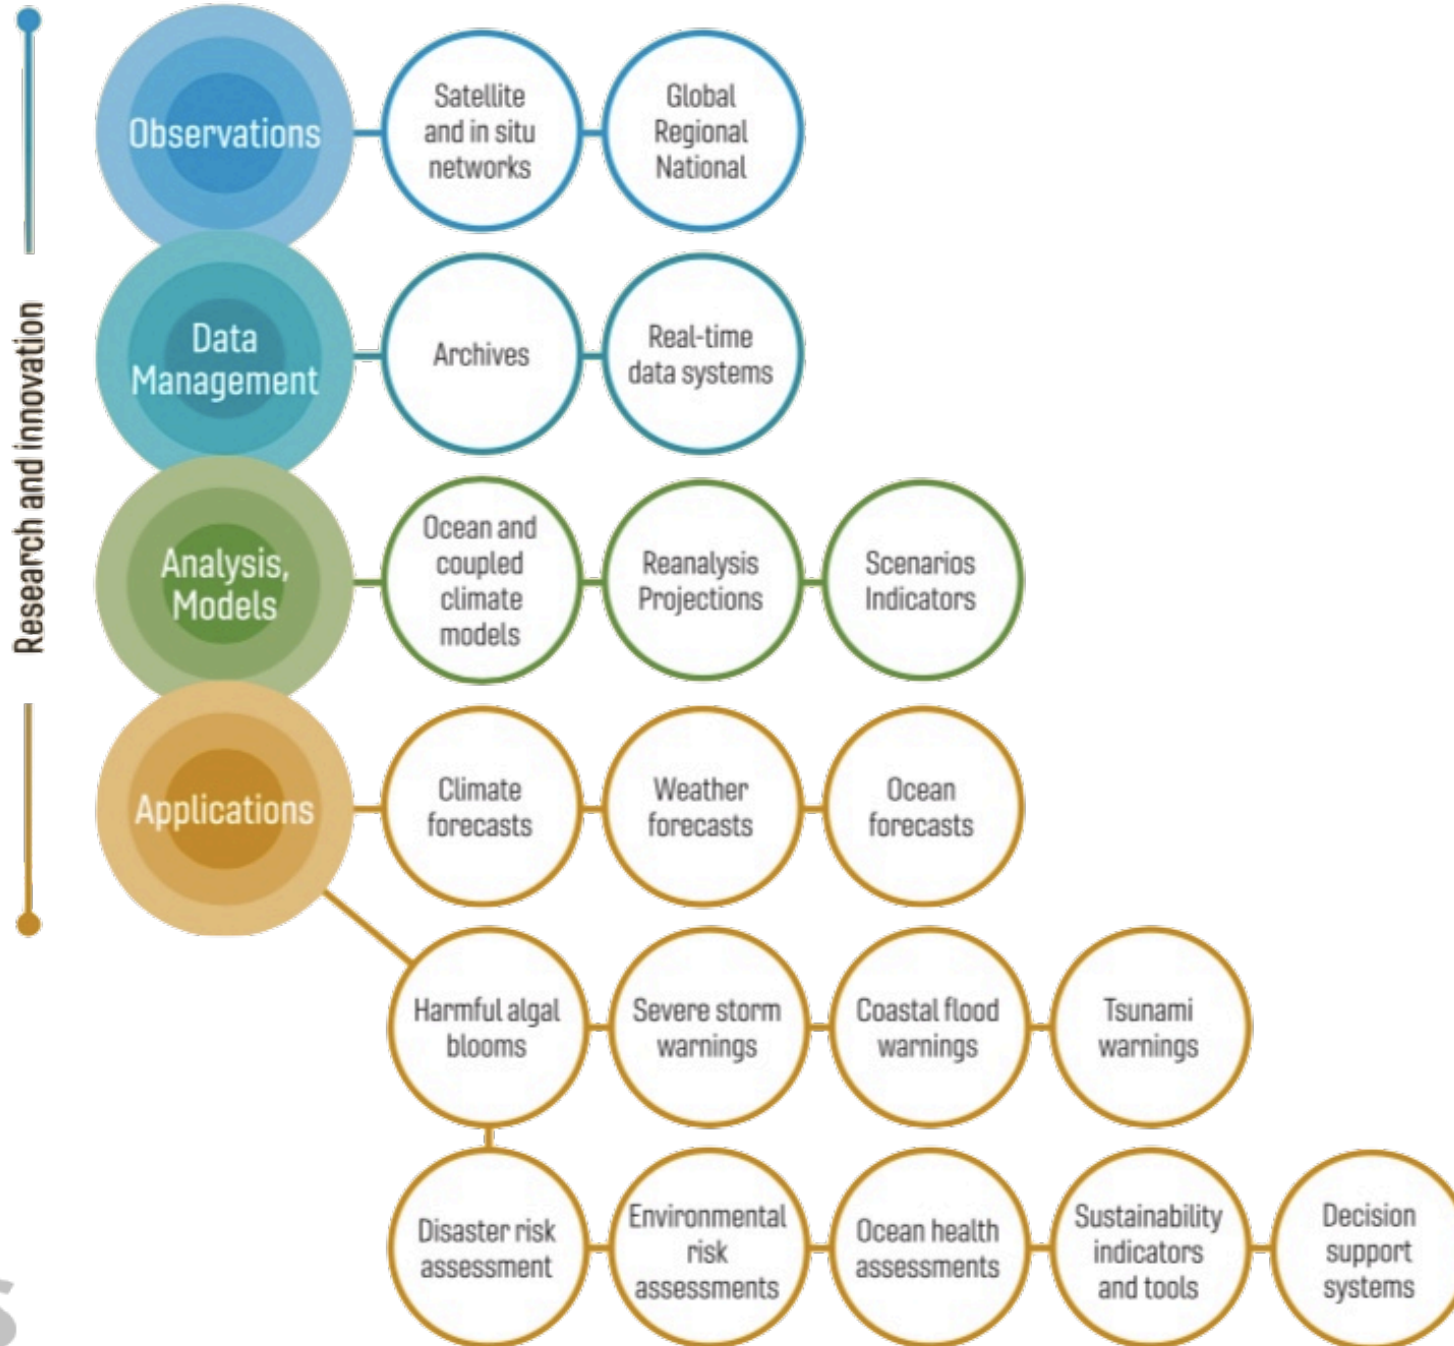 Research and innovation
Observations
Satellite
and in situ
networks
Global
Regional
National
Data
Management
Archives
Real-time
data systems
Analysis,
Models
Ocean and
coupled
climate
models
Reanalysis
Projections
Scenarios
Indicators
Applications
Climate
forecasts
Weather
forecasts
Ocean
forecasts
Harmful algal
blooms
Severe storm
warnings
Coastal flood
warnings
Tsunami
warnings
Disaster risk
assessment
Environmental
risk
assessments
Ocean health
assessments
Sustainability
indicators
and tools
Decision
support
systems